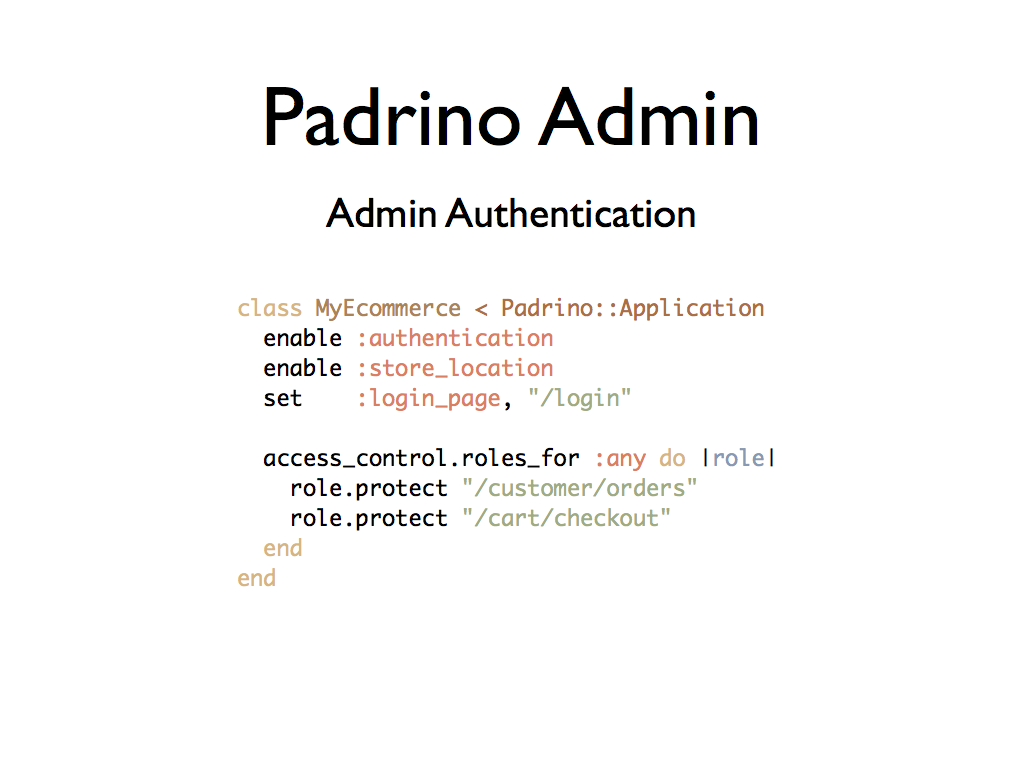 Padrino Admin
Admin Authentication
class MyEcommerce < Padrino::Application
  enable :authentication
  enable :store_location
  set    :login_page, "/login"

  access_control.roles_for :any do |role|
    role.protect "/customer/orders"
    role.protect "/cart/checkout"
  end
end